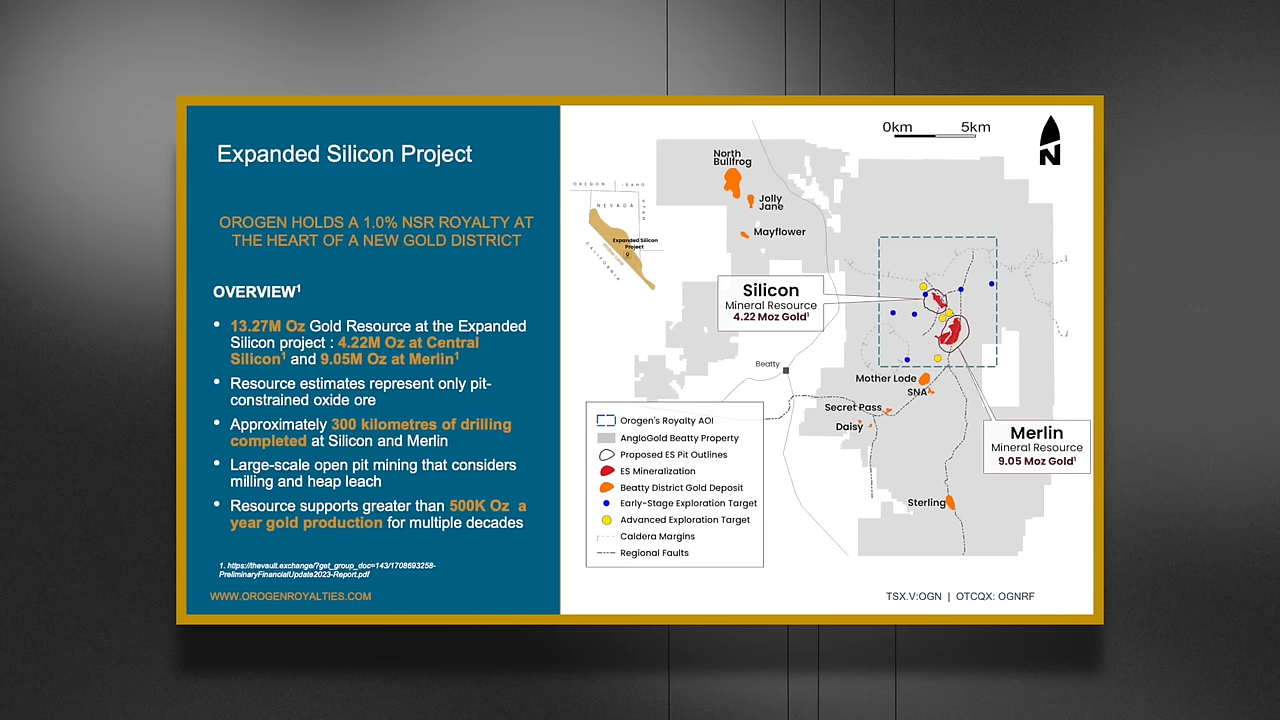 Expanded Silicon Project
OROGEN HOLDS A 1.0% NSR ROYALTY AT
THE HEART OF A NEW GOLD DISTRICT
OVERVIEW¹
• 13.27M Oz Gold Resource at the Expanded
Silicon project : 4.22M Oz at Central
Silicon¹ and 9.05M Oz at Merlin¹
• Resource estimates represent only pit-
constrained oxide ore
• Approximately 300 kilometres of drilling
completed at Silicon and Merlin
• Large-scale open pit mining that considers
milling and heap leach
• Resource supports greater than 500K Oz a
year gold production for multiple decades
1. https://thevault.exchange/?get_group_doc=143/1708693258-
PreliminaryFinancialUpdate2023-Report.pdf
WWW.OROGENROYALTIES.COM
0km 5km
N
North
Bullfrog
Jolly
Jane
Mayflower
OREGON IDAHO
NEVADA
UTAH
Expanded Silicon
Project
CALIFORNIA
Silicon
Mineral Resource
4.22 Moz Gold¹
Beatty
Mother Lode
SNA
Secret Pass
Daisy
Merlin
Mineral Resource
9.05 Moz Gold¹
Sterling
Orogen's Royalty AOI
AngloGold Beatty Property
Proposed ES Pit Outlines
ES Mineralization
Beatty District Gold Deposit
Early-Stage Exploration Target
Advanced Exploration Target
Caldera Margins
Regional Faults
TSX.V:OGN | OTCQX: OGNRF